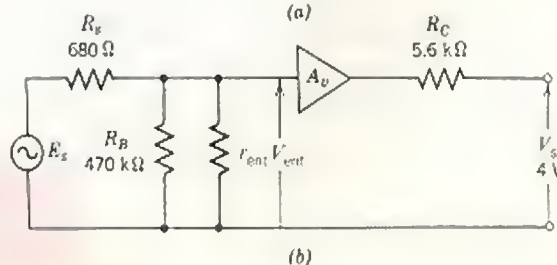 (a)
R_s
680 Ω
R_C
5.6 kΩ
A_v
E_s
R_B
470 kΩ
r_ent
V_ent
V_s
4 V
(b)